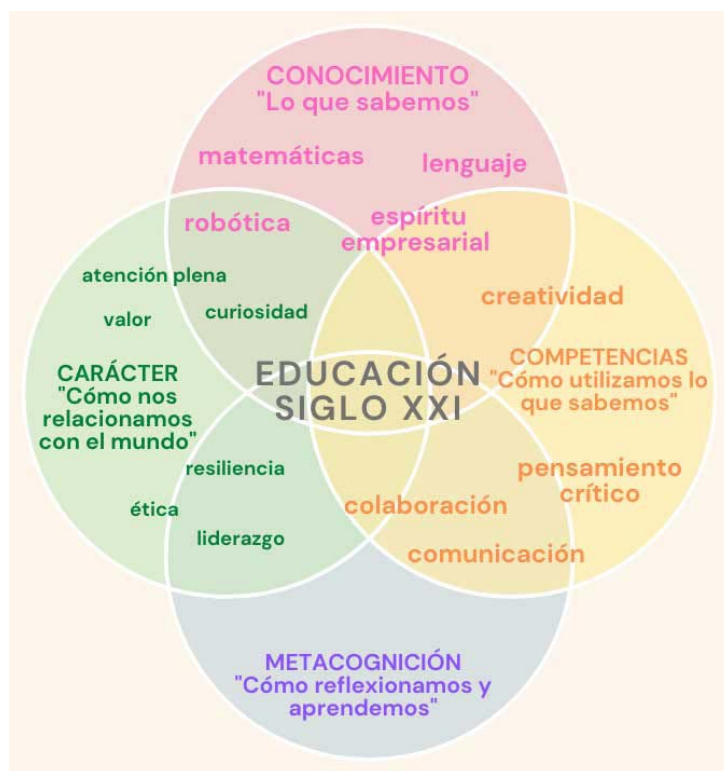 CONOCIMIENTO
"Lo que sabemos"
matemáticas
lenguaje
robótica
espíritu
empresarial
atención plena
curiosidad
valor
creatividad
CARÁCTER
"Cómo nos
relacionamos
con el mundo"
EDUCACIÓN
SIGLO XXI
COMPETENCIAS
"Cómo utilizamos lo
que sabemos"
resiliencia
ética
liderazgo
colaboración
pensamiento
crítico
comunicación
METACOGNICIÓN
"Cómo reflexionamos y
aprendemos"